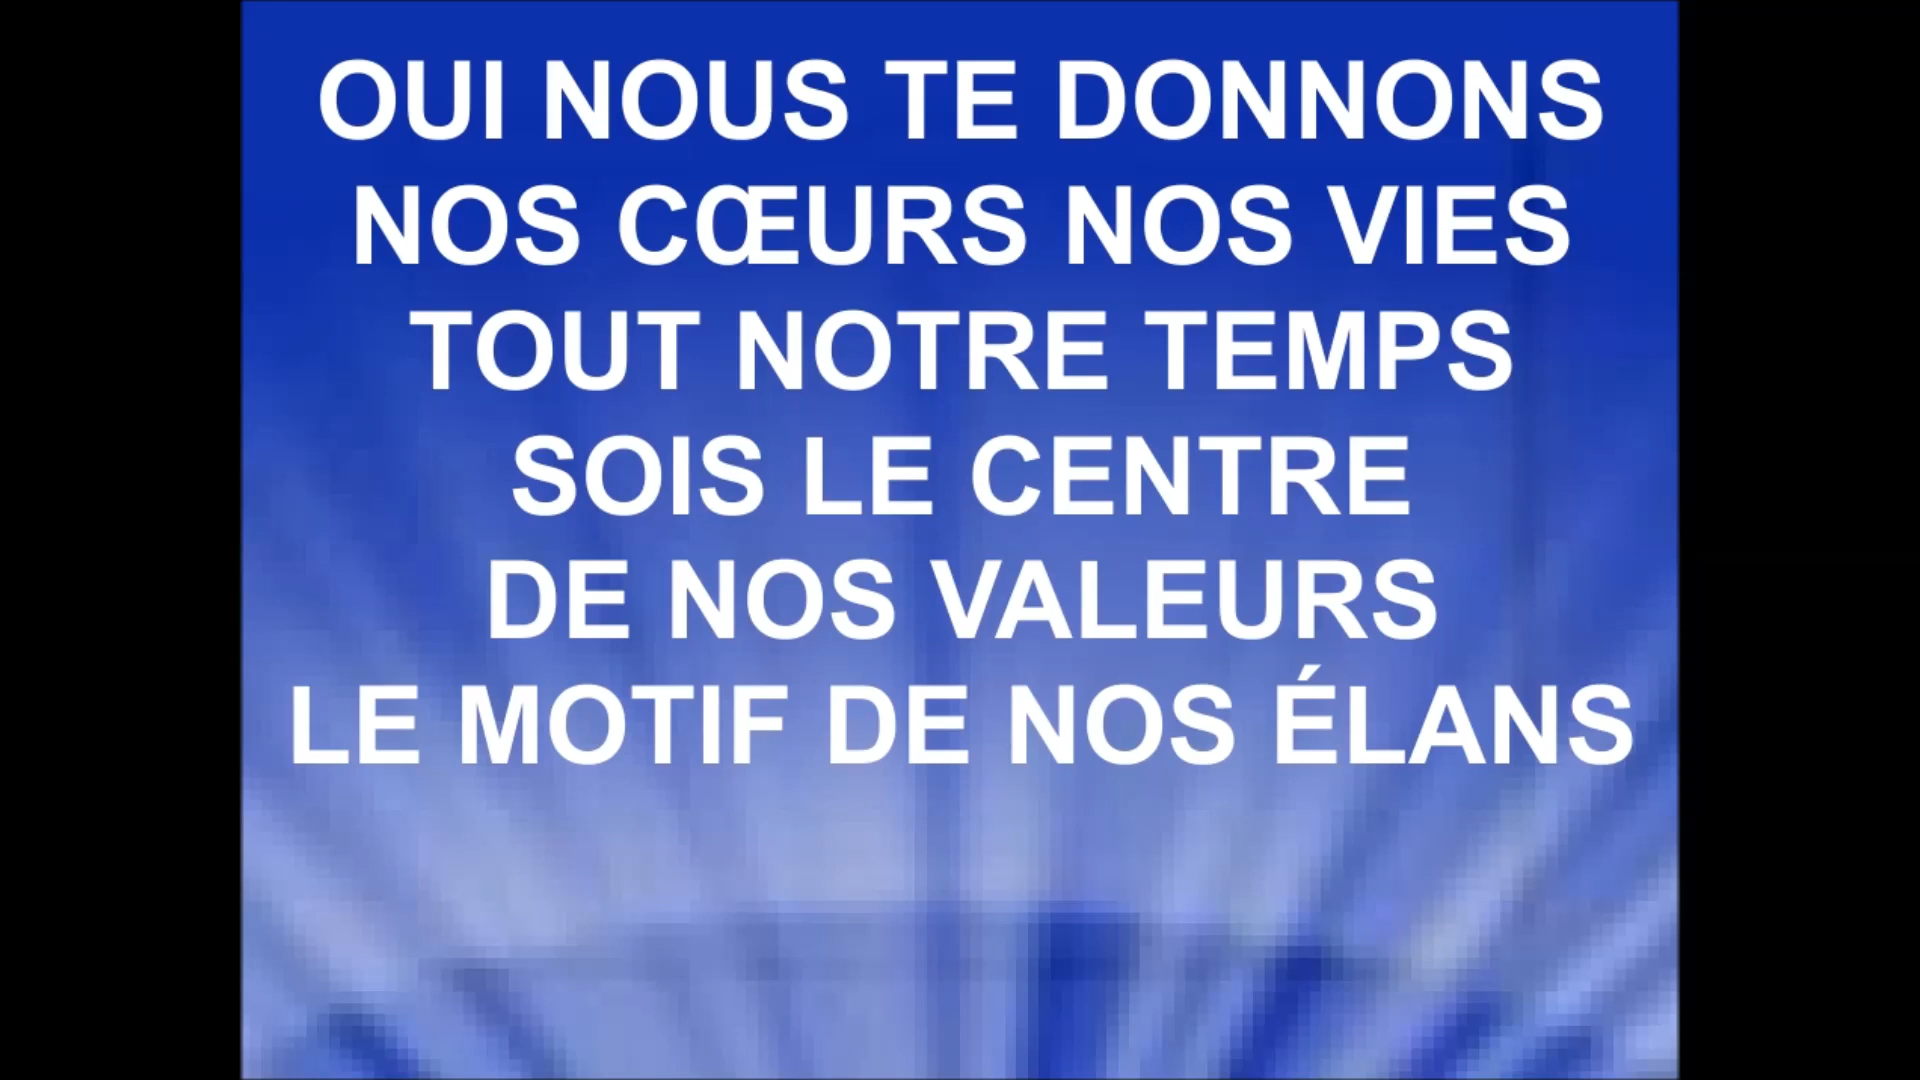 OUI NOUS TE DONNONS
NOS CŒURS NOS VIES
TOUT NOTRE TEMPS
SOIS LE CENTRE
DE NOS VALEURS
LE MOTIF DE NOS ÉLANS